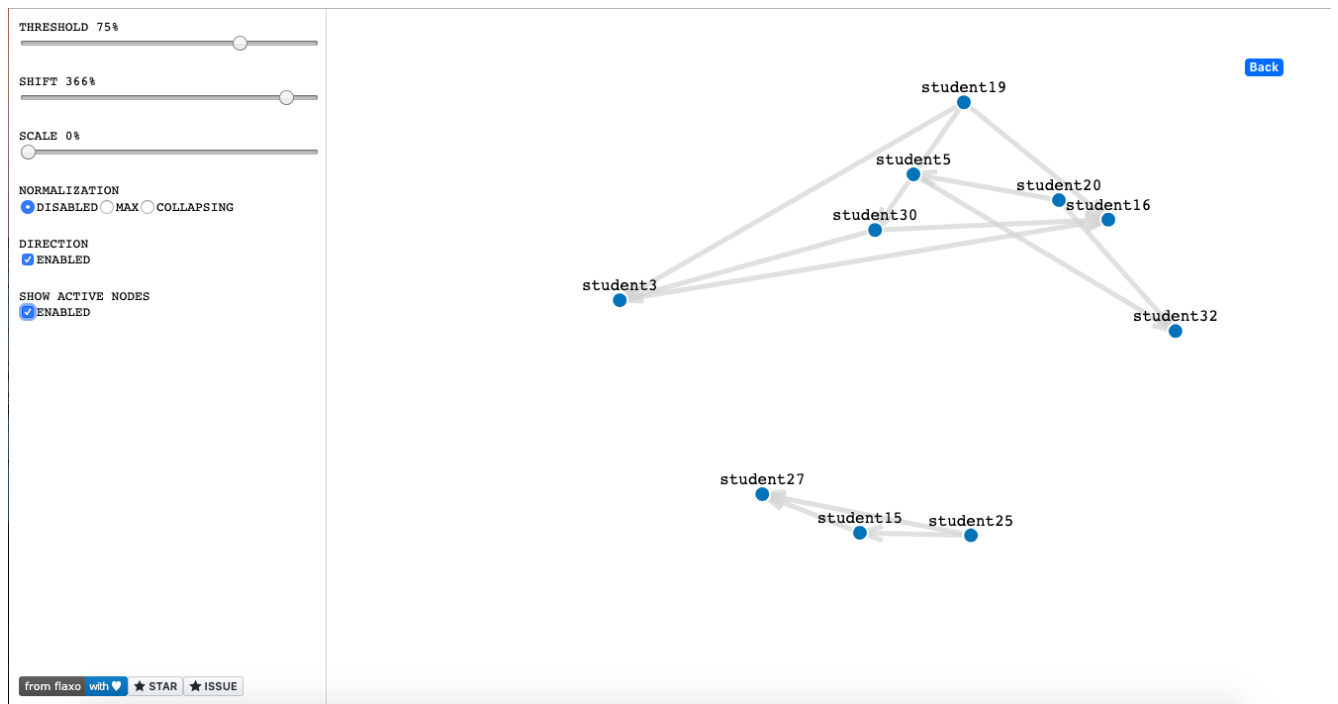 THRESHOLD 75%
SHIFT 366%
SCALE 0%
NORMALIZATION
DISABLED MAX COLLAPSING
DIRECTION
ENABLED
SHOW ACTIVE NODES
ENABLED
from flaxo with STAR ISSUE
Back
student19
student5
student20
student16
student30
student3
student32
student27
student15
student25